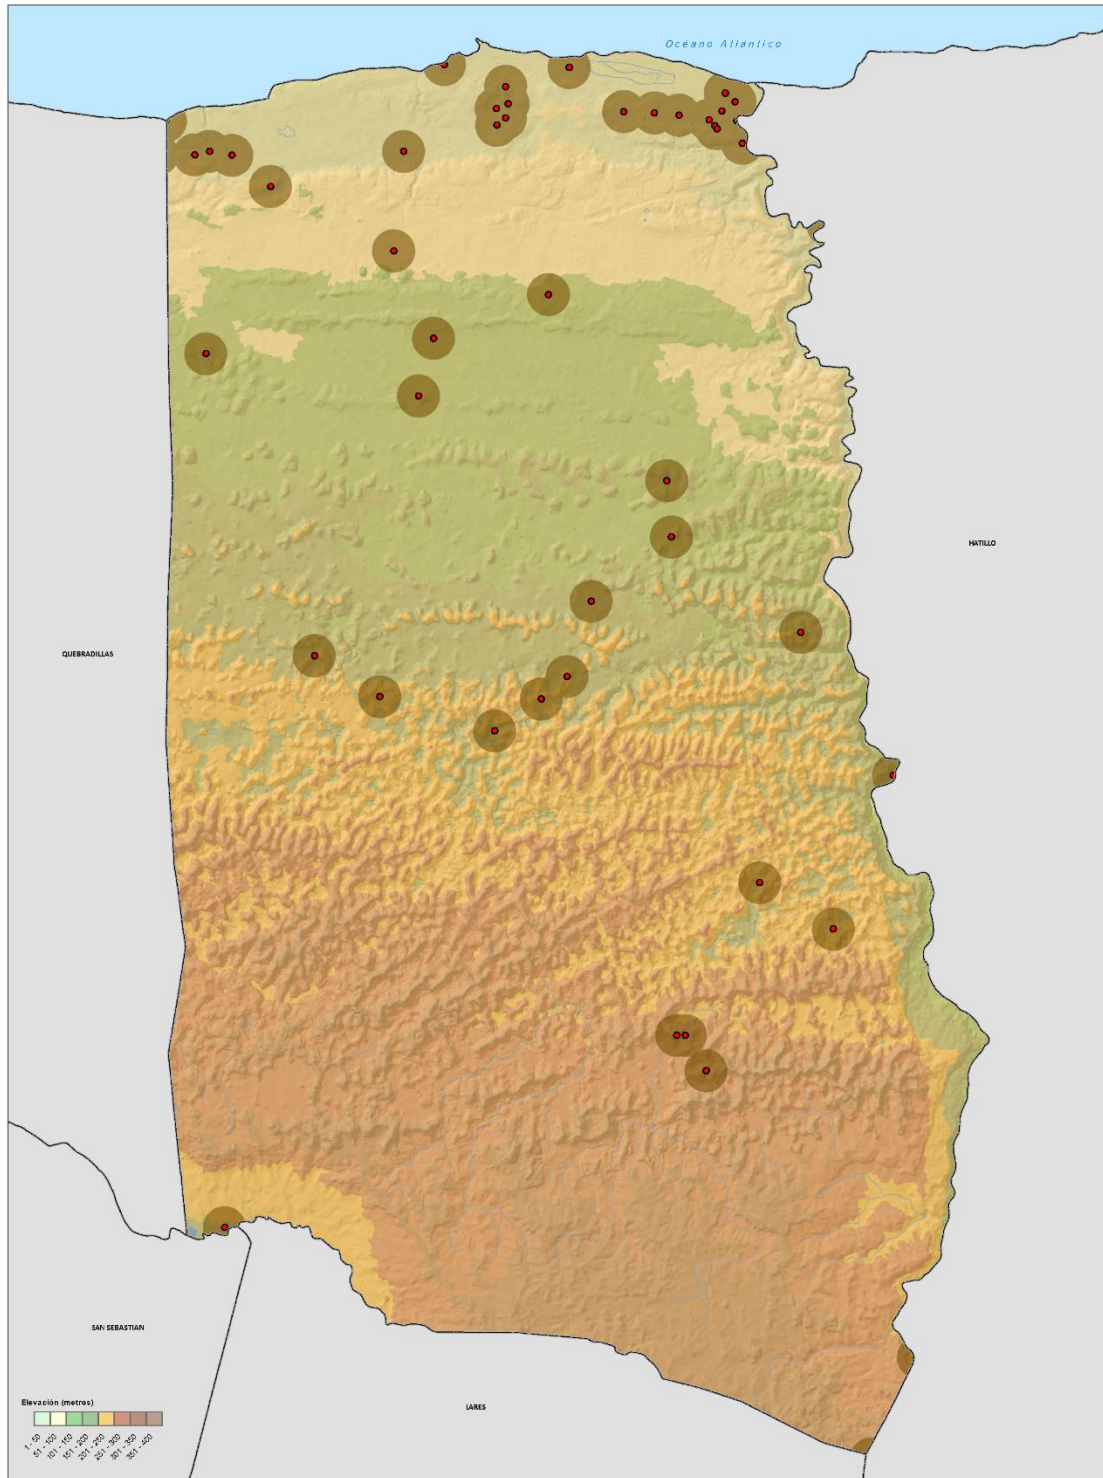 Océano Atlántico
HATILLO
QUEBRADILLAS
SAN SEBASTIAN
LARES
Elevación (metros)
1 - 50
51 - 100
101 - 150
151 - 200
201 - 250
251 - 300
301 - 350
351 - 400